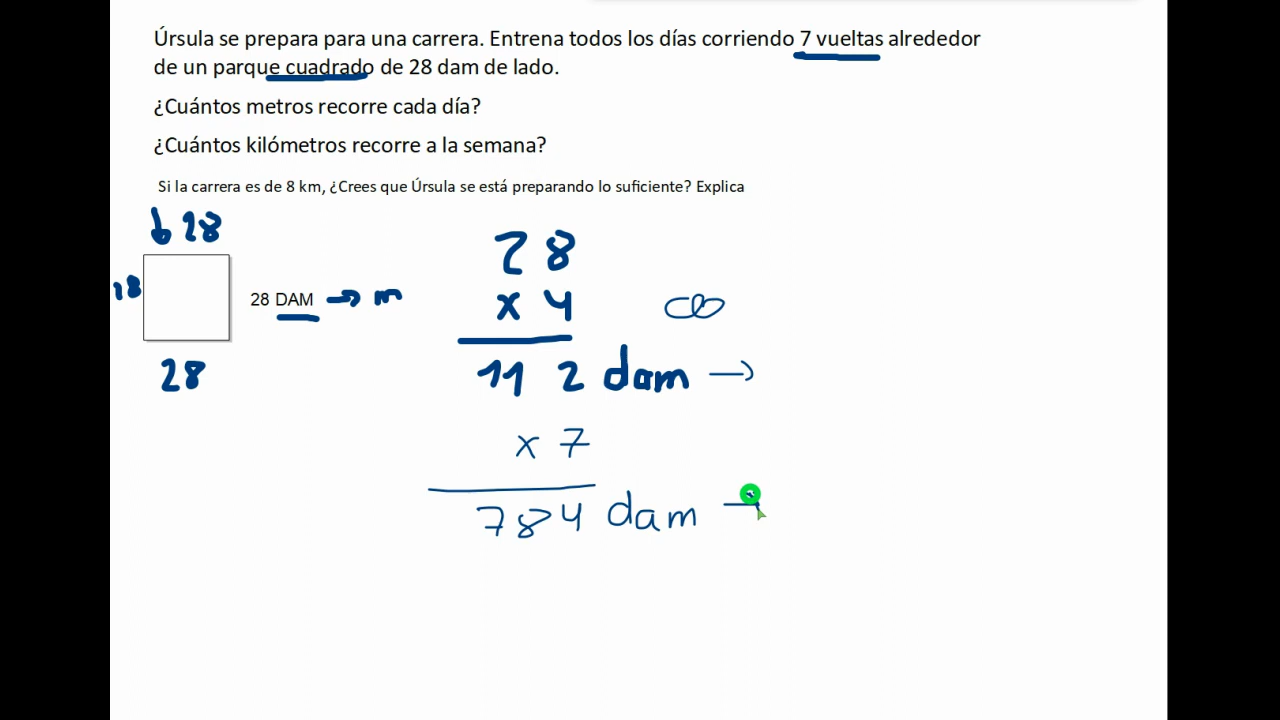 Úrsula se prepara para una carrera. Entrena todos los días corriendo 7 vueltas alrededor
de un parque cuadrado de 28 dam de lado.
¿Cuántos metros recorre cada día?
¿Cuántos kilómetros recorre a la semana?
Si la carrera es de 8 km, ¿Crees que Úrsula se está preparando lo suficiente? Explica
28
28 DAM → m
28
28
x 4
112 dam →
x 7
784 dam →